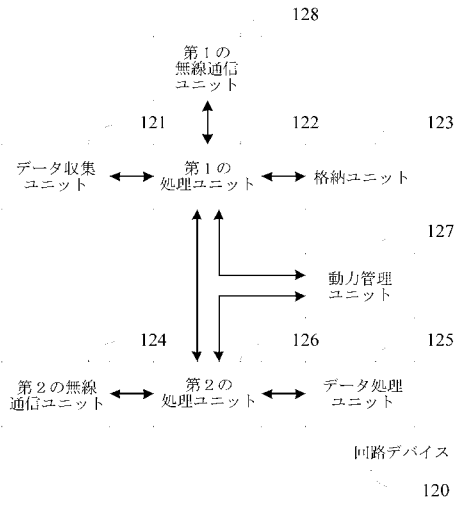 128
第1の
無線通信
ユニット
121
122
123
データ収集
ユニット
第1の
処理ユニット
格納ユニット
127
動力管理
ユニット
124
126
125
第2の無線
通信ユニット
第2の
処理ユニット
データ処理
ユニット
回路デバイス
120